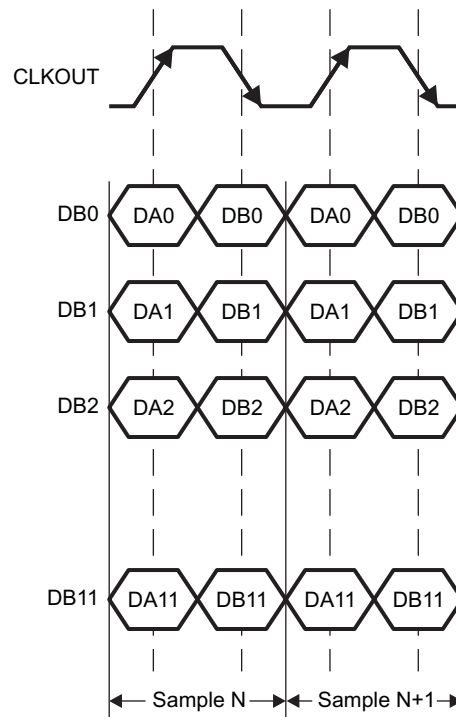 CLKOUT
DB0 DA0 DB0 DA0 DB0
DB1 DA1 DB1 DA1 DB1
DB2 DA2 DB2 DA2 DB2
DB11 DA11 DB11 DA11 DB11
Sample N Sample N+1